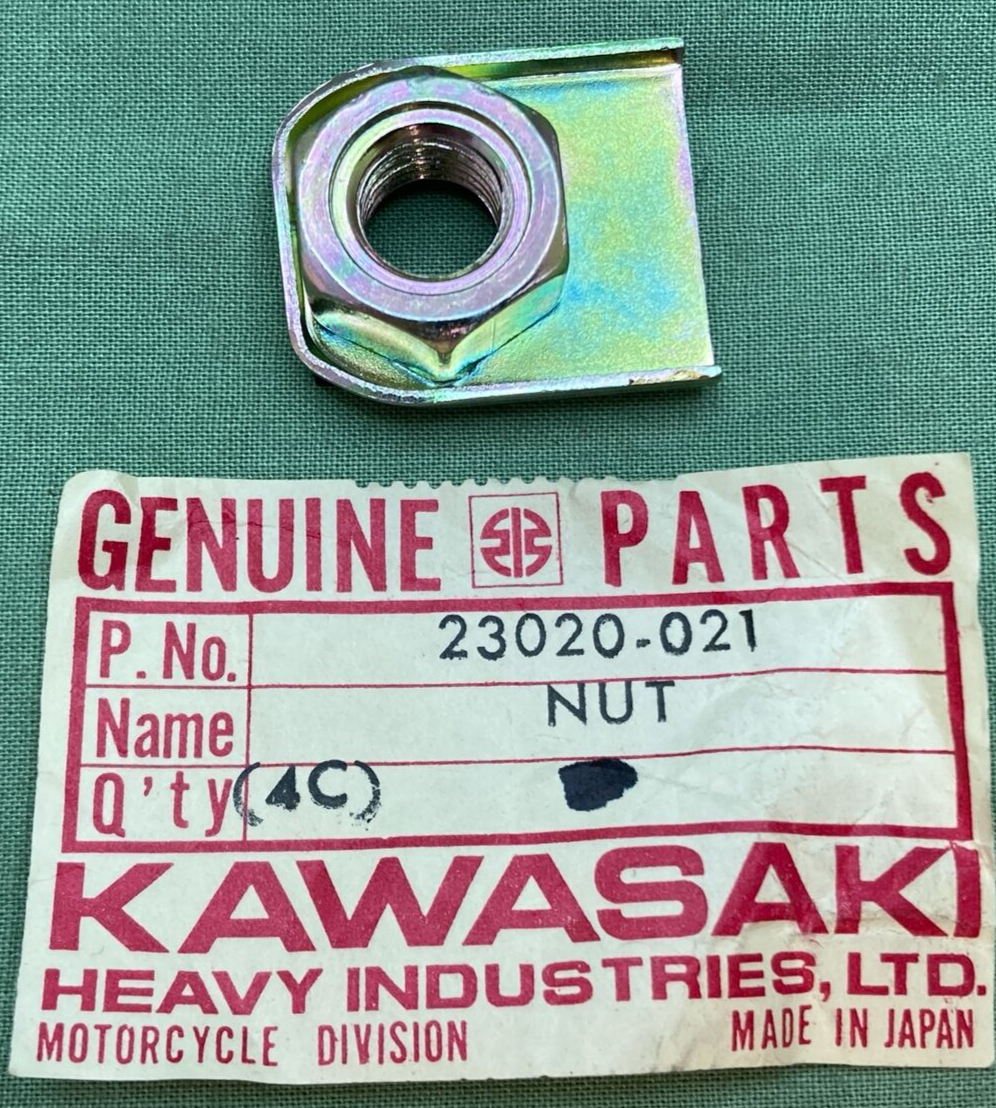 GENUINE PARTS
P. No. 23020-021
Name NUT
Q'ty (4C)
KAWASAKI
HEAVY INDUSTRIES, LTD.
MOTORCYCLE DIVISION MADE IN JAPAN